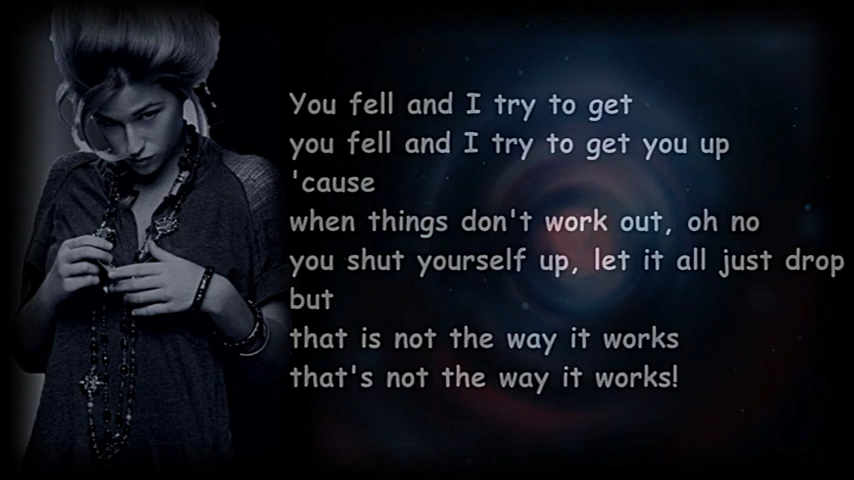 You fell and I try to get
you fell and I try to get you up
'cause
when things don't work out, oh no
you shut yourself up, let it all just drop
but
that is not the way it works
that's not the way it works!